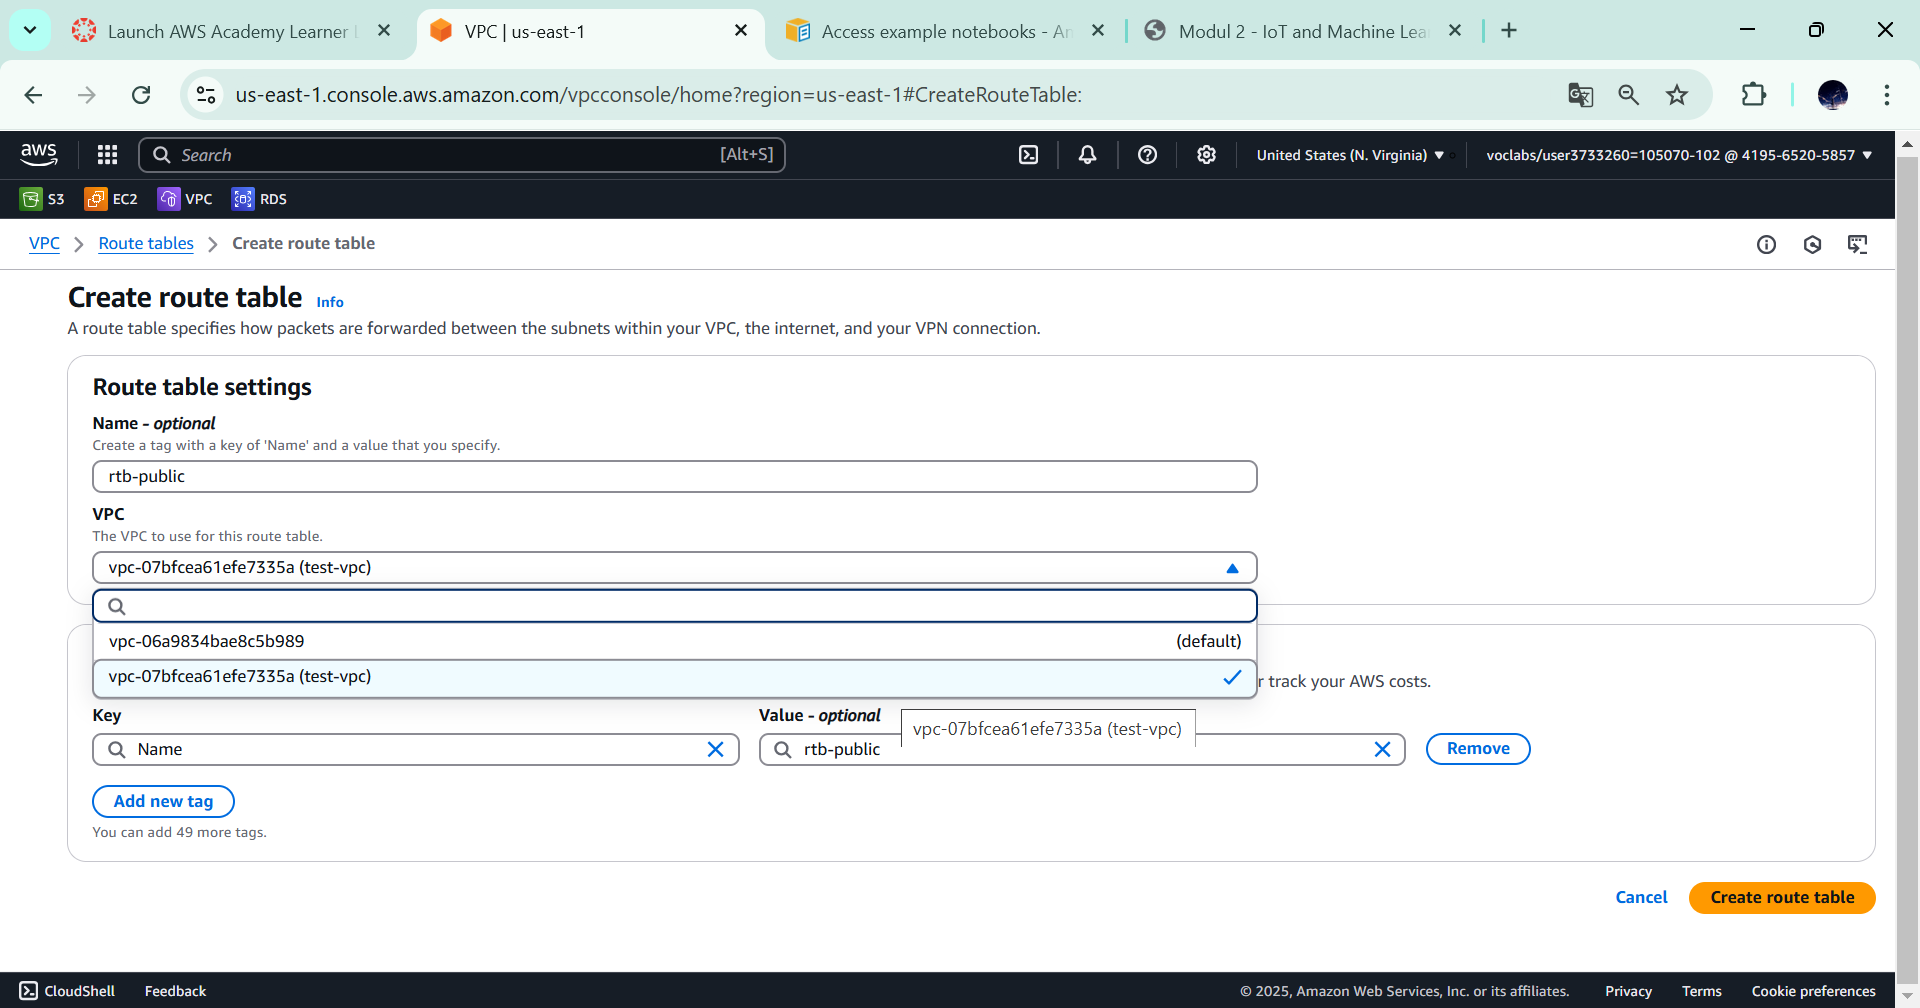 Launch AWS Academy Learner L
VPC | us-east-1
Access example notebooks - Am
Modul 2 - IoT and Machine Lea
us-east-1.console.aws.amazon.com/vpcconsole/home?region=us-east-1#CreateRouteTable:
aws
Search
[Alt+S]
United States (N. Virginia)
voclabs/user3733260=105070-102 @ 4195-6520-5857
S3
EC2
VPC
RDS
VPC
Route tables
Create route table
Create route table
Info
A route table specifies how packets are forwarded between the subnets within your VPC, the internet, and your VPN connection.
Route table settings
Name - optional
Create a tag with a key of 'Name' and a value that you specify.
rtb-public
VPC
The VPC to use for this route table.
vpc-07bfcea61efe7335a (test-vpc)
vpc-06a9834bae8c5b989
(default)
vpc-07bfcea61efe7335a (test-vpc)
r track your AWS costs.
Key
Value - optional
vpc-07bfcea61efe7335a (test-vpc)
Name
rtb-public
Remove
Add new tag
You can add 49 more tags.
Cancel
Create route table
CloudShell
Feedback
© 2025, Amazon Web Services, Inc. or its affiliates.
Privacy
Terms
Cookie preferences